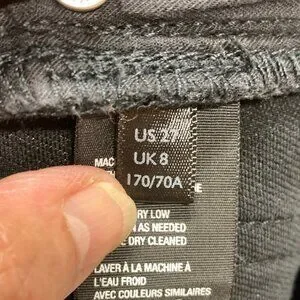 US 27
UK 8
170/70A
MAC
RY LOW
N AS NEEDED
E DRY CLEANED
LAVER À LA MACHINE À
L'EAU FROID
AVEC COULEURS SIMILAIRES